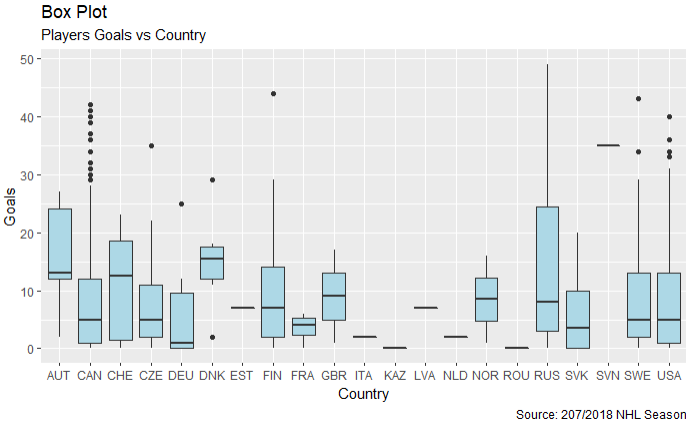 Box Plot
Players Goals vs Country
50
40
30
20
10
0
Goals
AUT CAN CHE CZE DEU DNK EST FIN FRA GBR ITA KAZ LVA NLD NOR ROU RUS SVK SVN SWE USA
Country
Source: 207/2018 NHL Season